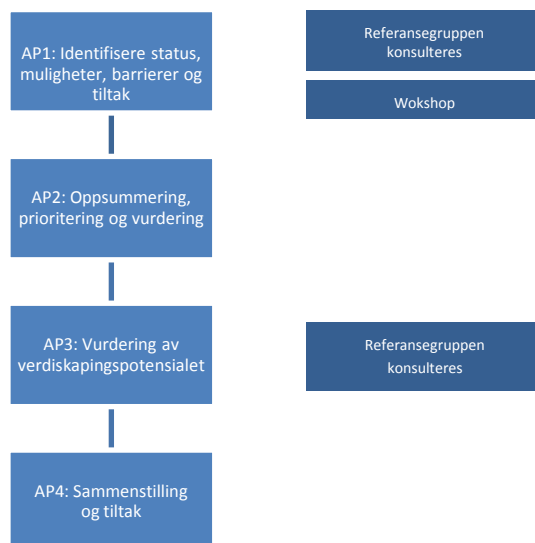 AP1: Identifisere status,
muligheter, barrierer og
tiltak
Referansegruppen
konsulteres
Wokshop
AP2: Oppsummering,
prioritering og vurdering
AP3: Vurdering av
verdiskapingspotensialet
Referansegruppen
konsulteres
AP4: Sammenstilling
og tiltak